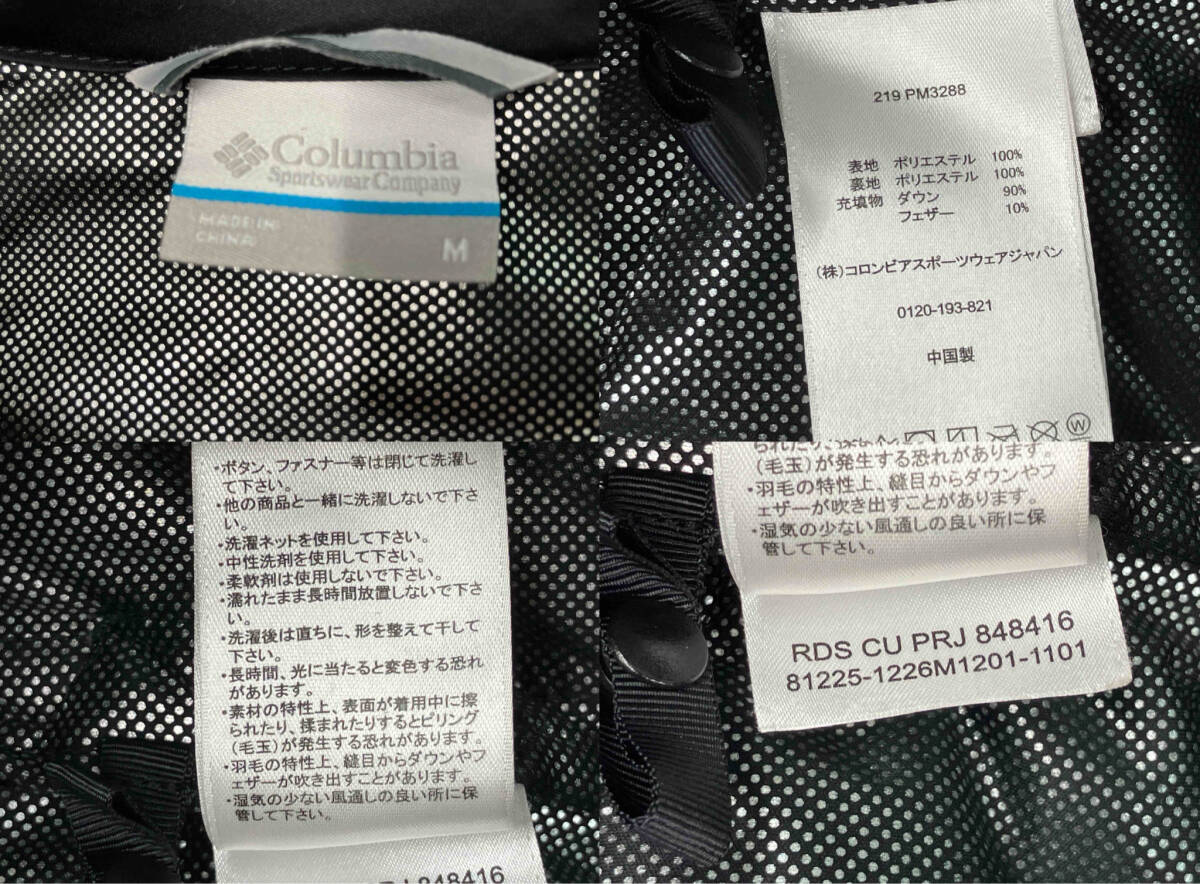 Columbia
Sportswear Company
MADE IN
CHINA
M
219 PM3288
表地 ポリエステル 100%
裏地 ポリエステル 100%
充填物 ダウン 90%
フェザー 10%
(株)コロンビアスポーツウェアジャパン
0120-193-821
中国製
W
・ボタン、ファスナー等は閉じて洗濯し
て下さい。
・他の商品と一緒に洗濯しないで下さ
い。
・洗濯ネットを使用して下さい。
・中性洗剤を使用して下さい。
・柔軟剤は使用しないで下さい。
・濡れたまま長時間放置しないで下さ
い。
・洗濯後は直ちに、形を整えて干して
下さい。
・長時間、光に当たると変色する恐れ
があります。
・素材の特性上、表面が着用中に擦
られたり、揉まれたりするとピリング
(毛玉)が発生する恐れがあります。
・羽毛の特性上、縫目からダウンやフ
ェザーが吹き出すことがあります。
・湿気の少ない風通しの良い所に保
管して下さい。
848416
(毛玉)が発生する恐れがあります。
・羽毛の特性上、縫目からダウンやフ
ェザーが吹き出すことがあります。
・湿気の少ない風通しの良い所に保
管して下さい。
RDS CU PRJ 848416
81225-1226M1201-1101